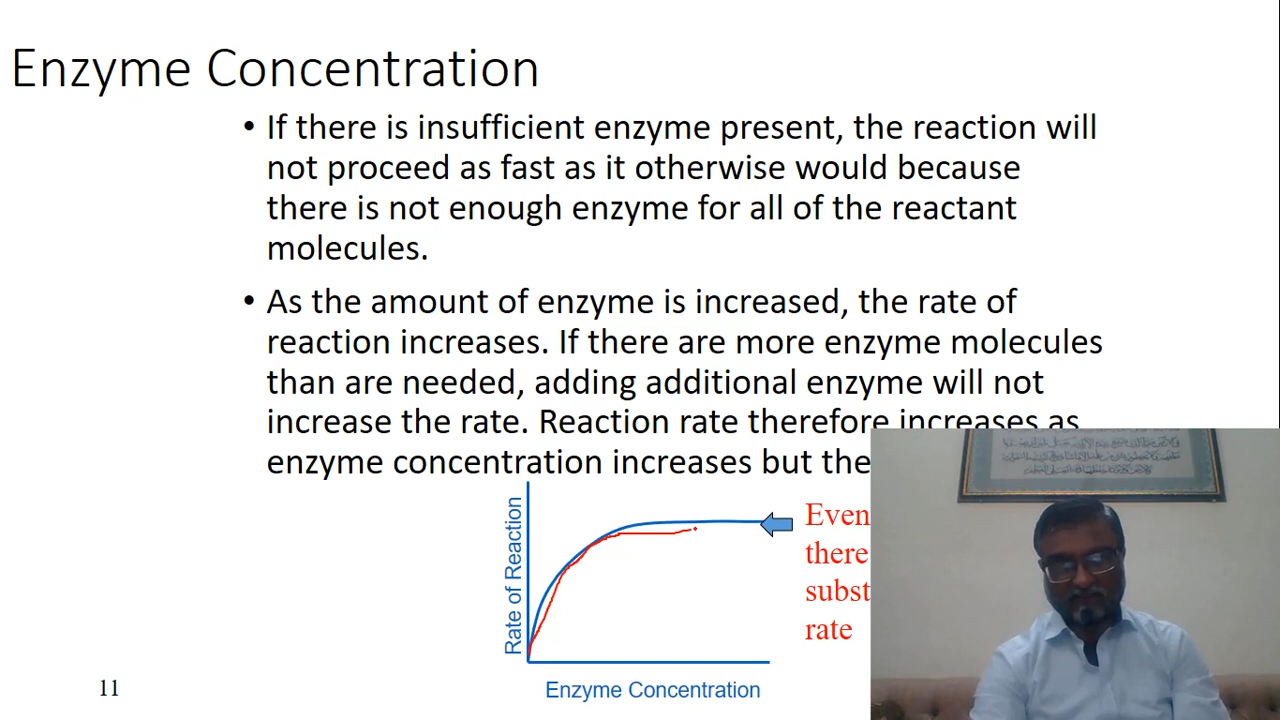 Enzyme Concentration
• If there is insufficient enzyme present, the reaction will
not proceed as fast as it otherwise would because
there is not enough enzyme for all of the reactant
molecules.
• As the amount of enzyme is increased, the rate of
reaction increases. If there are more enzyme molecules
than are needed, adding additional enzyme will not
increase the rate. Reaction rate therefore increases as
enzyme concentration increases but the
Rate of Reaction
Even
there
subst
rate
Enzyme Concentration
11